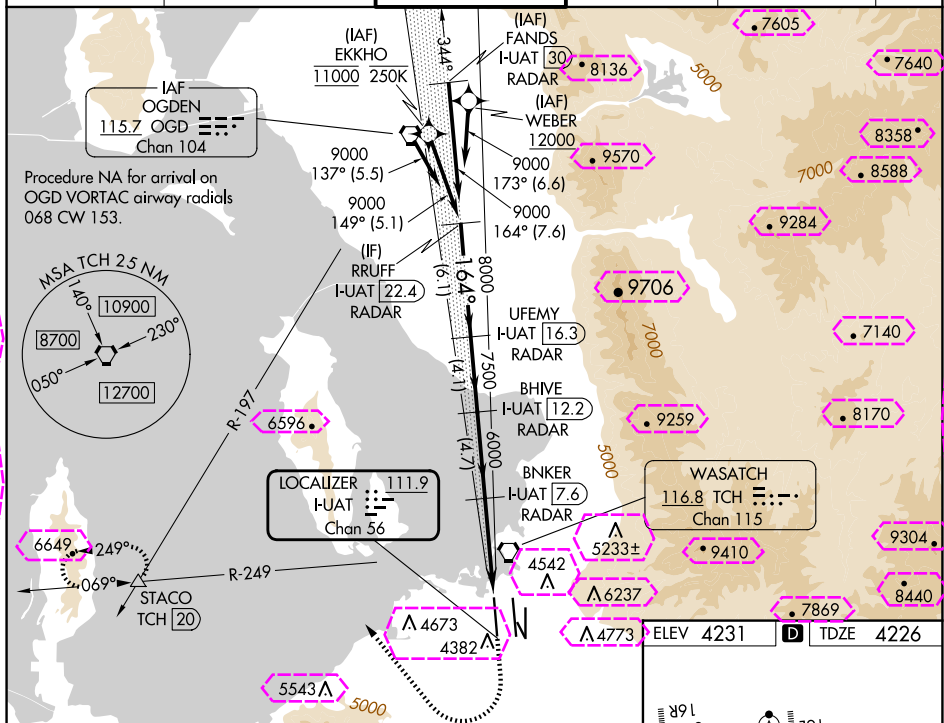 (IAF)
FANDS
I-UAT 30
RADAR
7605
7640
5000
8136
344°
(IAF)
EKKHO
11000 250K
(IAF)
WEBER
12000
IAF
OGDEN
115.7 OGD
Chan 104
8358
9570
7000
8588
9000
137° (5.5)
9000
173° (6.6)
9000
149° (5.1)
9000
164° (7.6)
Procedure NA for arrival on
OGD VORTAC airway radials
068 CW 153.
9284
(IF)
RRUFF
I-UAT 22.4
RADAR
164°
(6.1)
8000
MSA TCH 25 NM
140°
10900
8700
230°
050°
12700
9706
7000
UFEMY
I-UAT 16.3
RADAR
7140
7500
(4.1)
BHIVE
I-UAT 12.2
RADAR
R-197
6596
9259
8170
6000
(4.7)
5000
BNKER
I-UAT 7.6
RADAR
LOCALIZER 111.9
I-UAT
Chan 56
WASATCH
116.8 TCH
Chan 115
6649
249°
5233±
9410
9304
4542
069°
R-249
STACO
TCH 20
6237
8440
7869
4673
4382
4773
ELEV 4231
D
TDZE 4226
5543
5000
16R